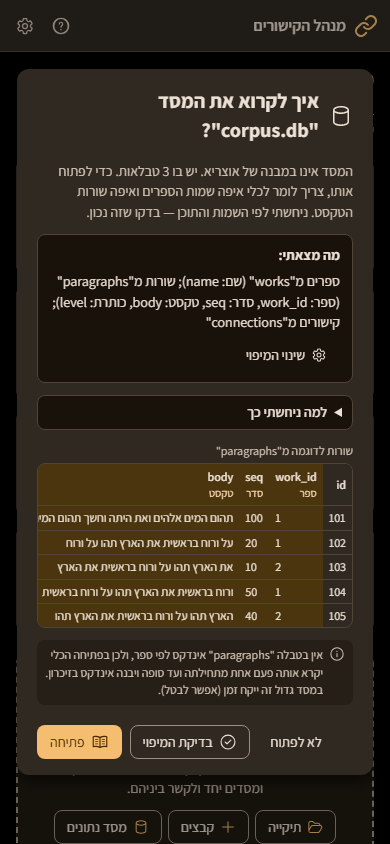 מנהל הקישורים
איך לקרוא את המסד
"corpus.db"?
המסד אינו במבנה של אוצריא. יש בו 3 טבלאות. כדי לפתוח
אותו, צריך לומר לכלי איפה שמות הספרים ואיפה שורות
הטקסט. ניחשתי לפי השמות והתוכן — בדקו שזה נכון.
מה מצאתי:
ספרים מ"works" (שם: name); שורות מ"paragraphs"
(ספר: work_id, סדר: seq, טקסט: body, כותרת: level);
קישורים מ"connections"
שינוי המיפוי
למה ניחשתי כך
שורות לדוגמה מ"paragraphs"
id work_id seq body
ספר סדר טקסט
101 1 100 תהום המים אלהים ואת היתה וחשך תהום המי
102 1 20 על ורוח בראשית את הארץ תהו על ורוח
103 2 10 את הארץ תהו על ורוח בראשית את הארץ
104 1 50 ורוח בראשית את הארץ תהו על ורוח בראשית
105 2 40 על ורוח בראשית את הארץ תהו
אין בטבלה "paragraphs" אינדקס לפי ספר, ולכן בפתיחה הכלי
יקרא אותה פעם אחת מתחילתה ועד סופה ויבנה אינדקס בזיכרון.
במסד גדול זה ייקח זמן (אפשר לבטל).
לא לפתוח
בדיקת המיפוי
פתיחה
ומסדים יחד ולקשר ביניהם.
תיקייה
קבצים
מסד נתונים